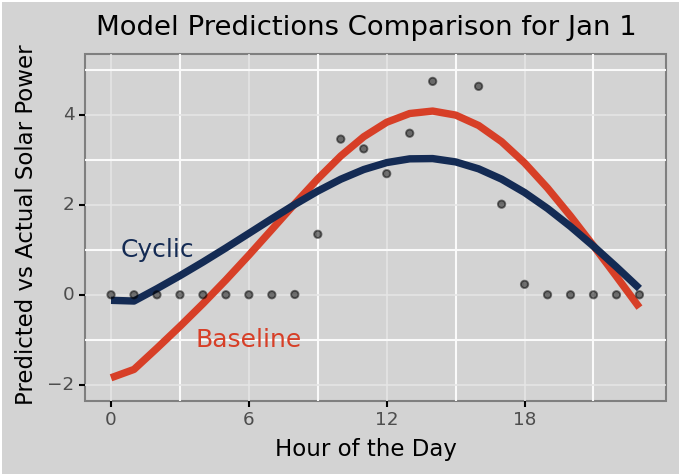 Model Predictions Comparison for Jan 1
Predicted vs Actual Solar Power
4
2
0
−2
Cyclic
Baseline
0 6 12 18
Hour of the Day